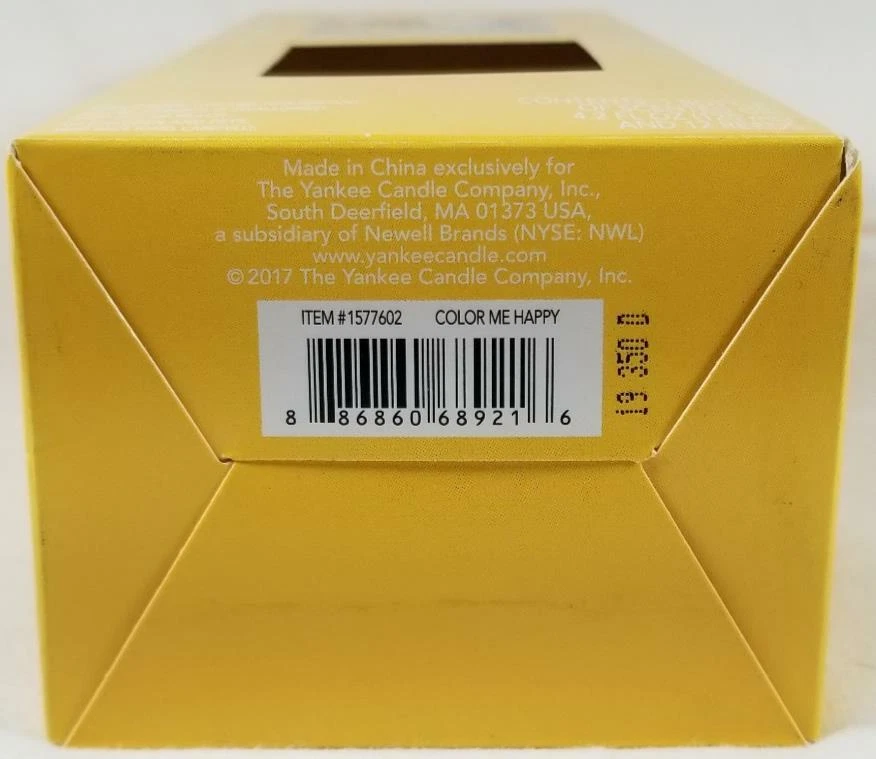 Made in China exclusively for
The Yankee Candle Company, Inc.,
South Deerfield, MA 01373 USA,
a subsidiary of Newell Brands (NYSE: NWL)
www.yankeecandle.com
©2017 The Yankee Candle Company, Inc.
ITEM #1577602 COLOR ME HAPPY
8 86860 68921 6
19 350 D